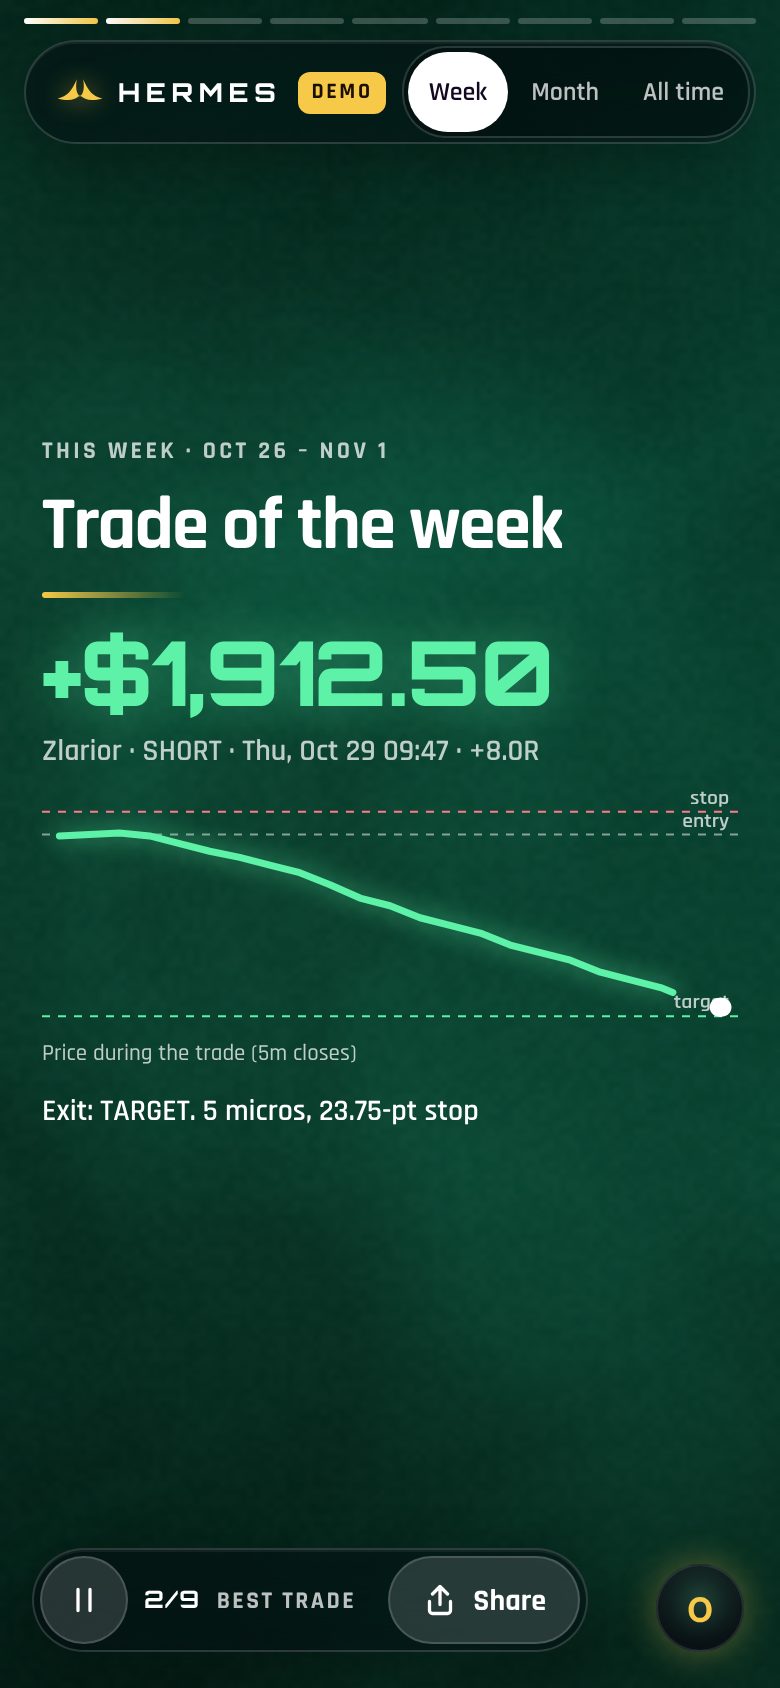 HERMES DEMO Week Month All time
THIS WEEK · OCT 26 – NOV 1
Trade of the week
+$1,912.50
Zlarior · SHORT · Thu, Oct 29 09:47 · +8.0R
stop
entry
Price during the trade (5m closes)
Exit: TARGET. 5 micros, 23.75-pt stop
2/9 BEST TRADE Share
O